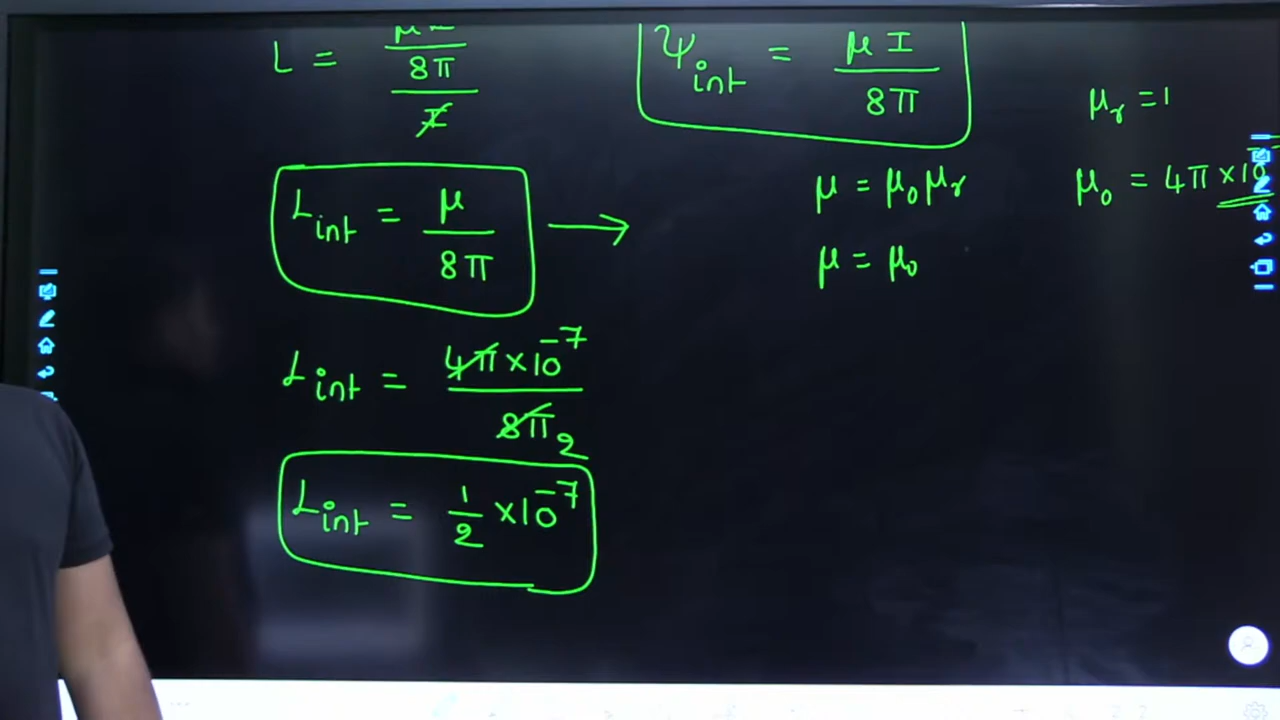 L = μI / 8π / I
Ψint = μI / 8π
μr = 1
Lint = μ / 8π →
μ = μ0μr
μ0 = 4π×10
μ = μ0
Lint = 4π×10^-7 / 8π 2
Lint = 1/2 ×10^-7